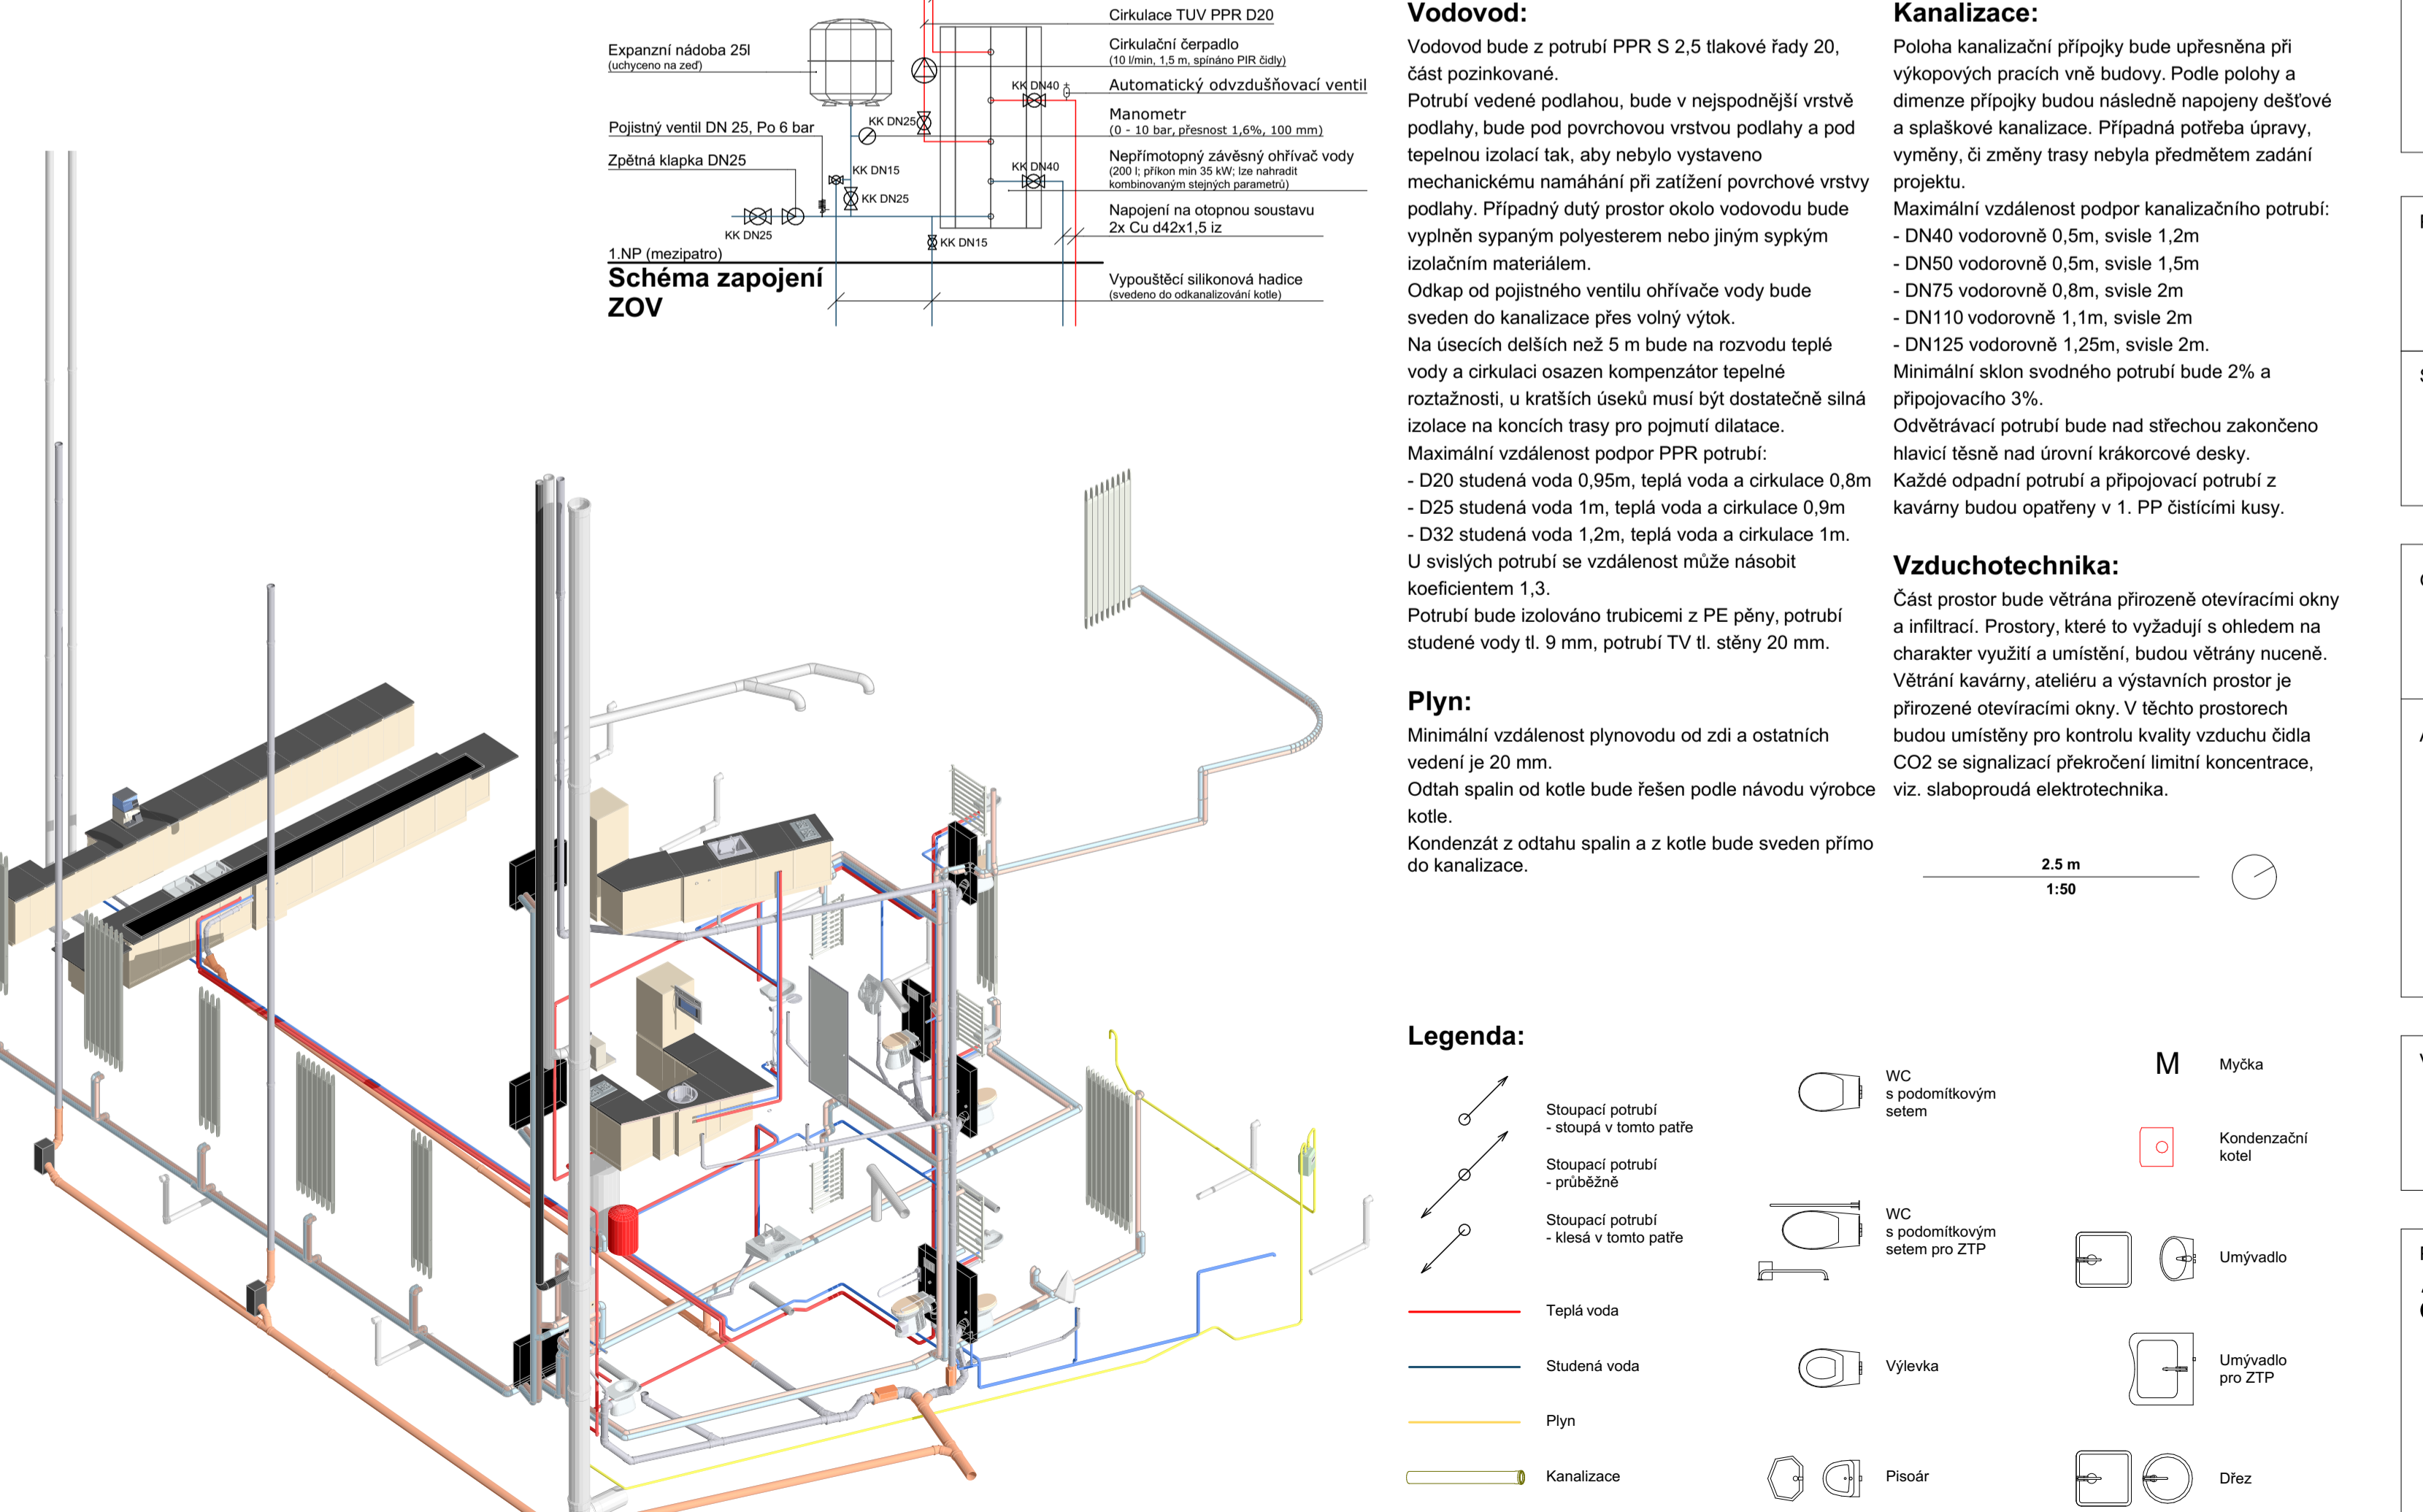 Cirkulace TUV PPR D20
Expanzní nádoba 25l
(uchyceno na zeď)
Cirkulační čerpadlo
(10 l/min, 1,5 m, spínáno PIR čidly)
KK DN40
Automatický odvzdušňovací ventil
KK DN25
Manometr
(0 - 10 bar, přesnost 1,6%, 100 mm)
Pojistný ventil DN 25, Po 6 bar
Zpětná klapka DN25
KK DN15
KK DN40
Nepřímotopný závěsný ohřívač vody
(200 l; příkon min 35 kW; lze nahradit
kombinovaným stejných parametrů)
KK DN25
Napojení na otopnou soustavu
2x Cu d42x1,5 iz
KK DN25
KK DN15
1.NP (mezipatro)
Schéma zapojení
ZOV
Vypouštěcí silikonová hadice
(svedeno do odkanalizování kotle)
Vodovod:
Vodovod bude z potrubí PPR S 2,5 tlakové řady 20,
část pozinkované.
Potrubí vedené podlahou, bude v nejspodnější vrstvě
podlahy, bude pod povrchovou vrstvou podlahy a pod
tepelnou izolací tak, aby nebylo vystaveno
mechanickému namáhání při zatížení povrchové vrstvy
podlahy. Případný dutý prostor okolo vodovodu bude
vyplněn sypaným polyesterem nebo jiným sypkým
izolačním materiálem.
Odkap od pojistného ventilu ohřívače vody bude
sveden do kanalizace přes volný výtok.
Na úsecích delších než 5 m bude na rozvodu teplé
vody a cirkulaci osazen kompenzátor tepelné
roztažnosti, u kratších úseků musí být dostatečně silná
izolace na koncích trasy pro pojmutí dilatace.
Maximální vzdálenost podpor PPR potrubí:
- D20 studená voda 0,95m, teplá voda a cirkulace 0,8m
- D25 studená voda 1m, teplá voda a cirkulace 0,9m
- D32 studená voda 1,2m, teplá voda a cirkulace 1m.
U svislých potrubí se vzdálenost může násobit
koeficientem 1,3.
Potrubí bude izolováno trubicemi z PE pěny, potrubí
studené vody tl. 9 mm, potrubí TV tl. stěny 20 mm.
Plyn:
Minimální vzdálenost plynovodu od zdi a ostatních
vedení je 20 mm.
Odtah spalin od kotle bude řešen podle návodu výrobce
kotle.
Kondenzát z odtahu spalin a z kotle bude sveden přímo
do kanalizace.
Kanalizace:
Poloha kanalizační přípojky bude upřesněna při
výkopových pracích vně budovy. Podle polohy a
dimenze přípojky budou následně napojeny dešťové
a splaškové kanalizace. Případná potřeba úpravy,
vyměny, či změny trasy nebyla předmětem zadání
projektu.
Maximální vzdálenost podpor kanalizačního potrubí:
- DN40 vodorovně 0,5m, svisle 1,2m
- DN50 vodorovně 0,5m, svisle 1,5m
- DN75 vodorovně 0,8m, svisle 2m
- DN110 vodorovně 1,1m, svisle 2m
- DN125 vodorovně 1,25m, svisle 2m.
Minimální sklon svodného potrubí bude 2% a
připojovacího 3%.
Odvětrávací potrubí bude nad střechou zakončeno
hlavicí těsně nad úrovní krákorcové desky.
Každé odpadní potrubí a připojovací potrubí z
kavárny budou opatřeny v 1. PP čistícími kusy.
Vzduchotechnika:
Část prostor bude větrána přirozeně otevíracími okny
a infiltrací. Prostory, které to vyžadují s ohledem na
charakter využití a umístění, budou větrány nuceně.
Větrání kavárny, ateliéru a výstavních prostor je
přirozené otevíracími okny. V těchto prostorech
budou umístěny pro kontrolu kvality vzduchu čidla
CO2 se signalizací překročení limitní koncentrace,
viz. slaboproudá elektrotechnika.
2.5 m
1:50
Legenda:
Stoupací potrubí
- stoupá v tomto patře
Stoupací potrubí
- průběžně
Stoupací potrubí
- klesá v tomto patře
Teplá voda
Studená voda
Plyn
Kanalizace
WC
s podomítkovým
setem
WC
s podomítkovým
setem pro ZTP
Výlevka
Pisoár
M
Myčka
Kondenzační
kotel
Umývadlo
Umývadlo
pro ZTP
Dřez